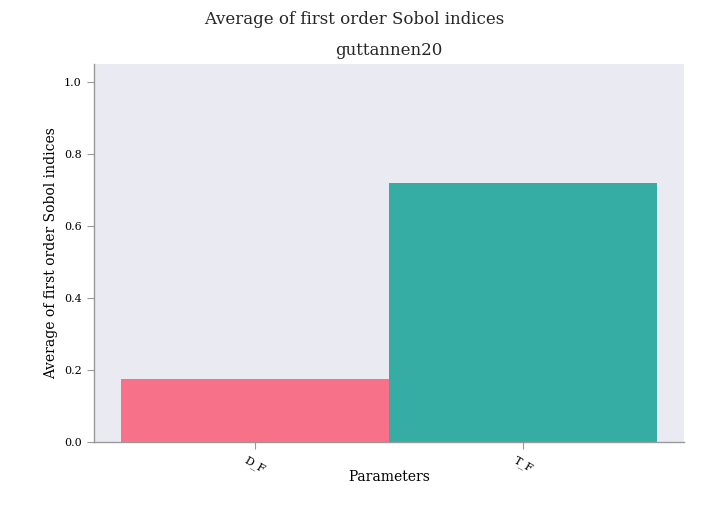 Average of first order Sobol indices
guttannen20
1.0
0.8
0.6
0.4
0.2
0.0
Average of first order Sobol indices
D_F
T_F
Parameters